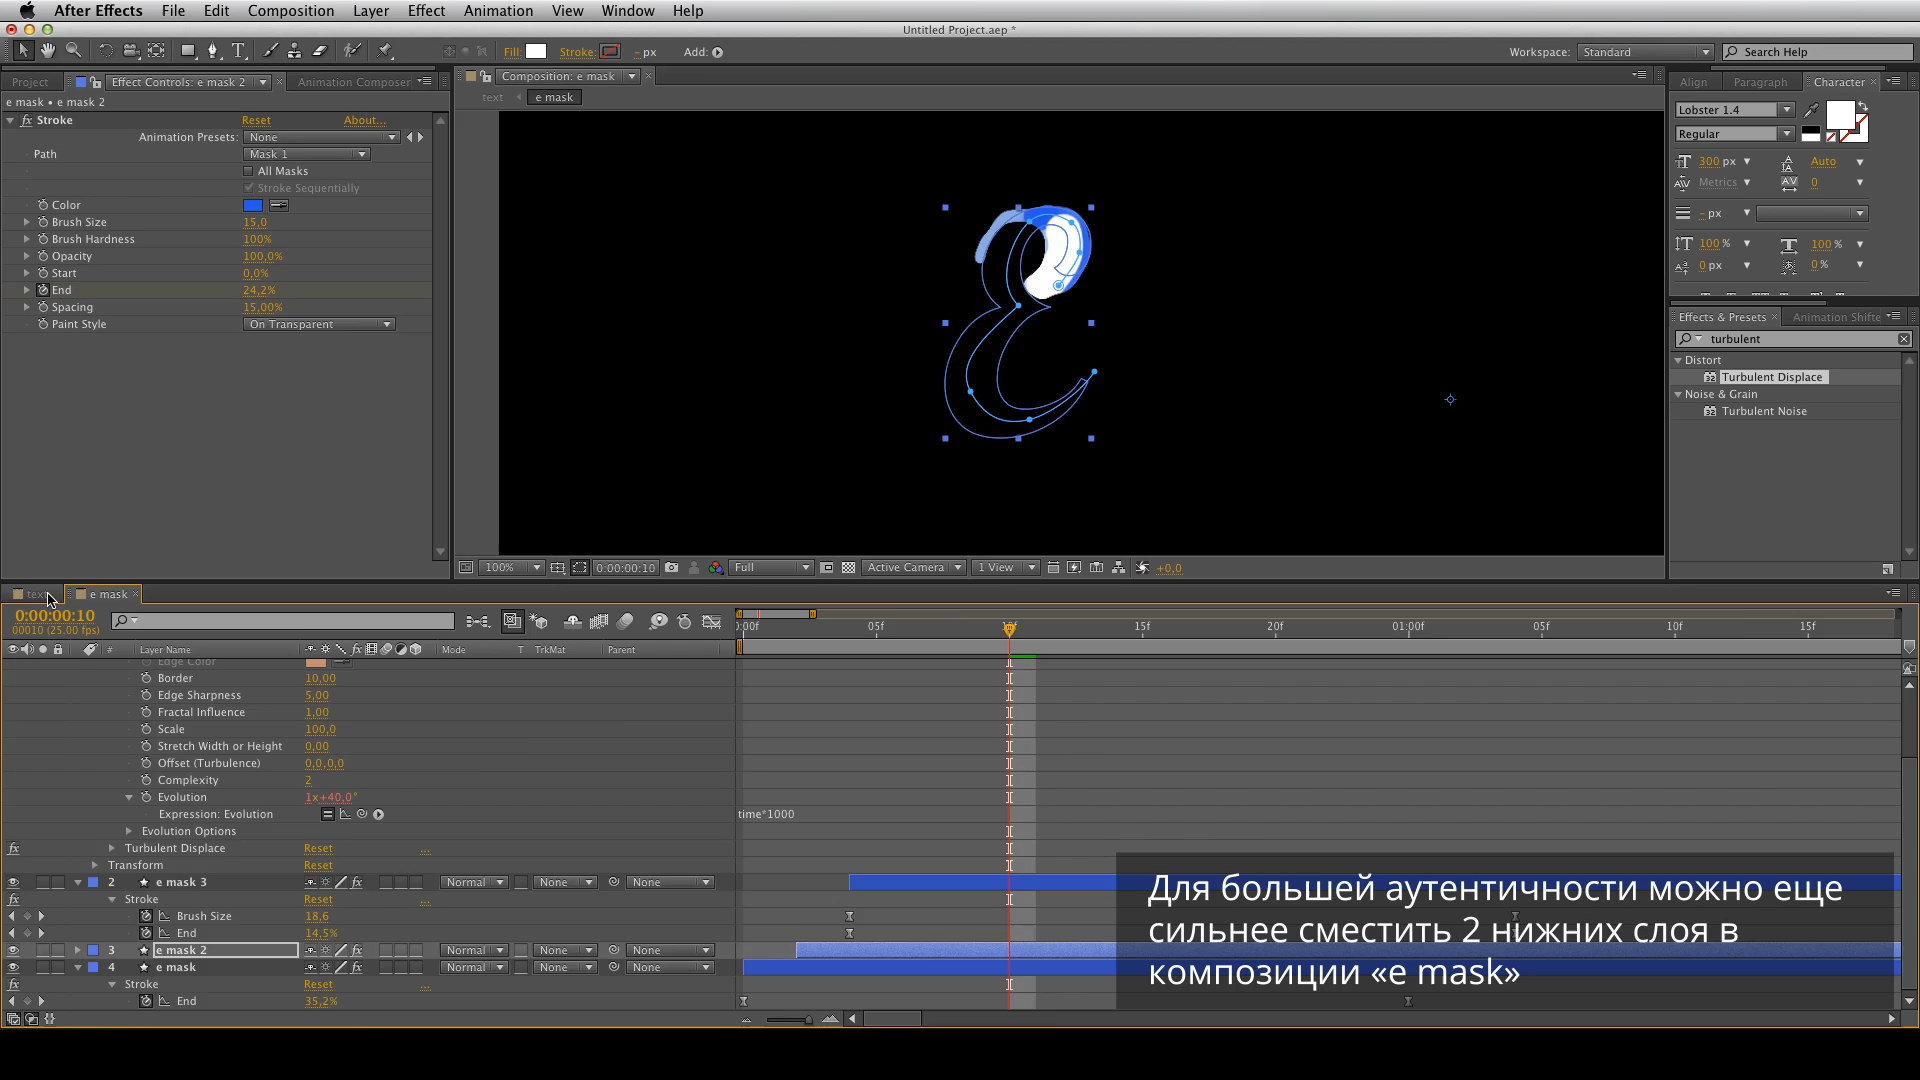 After Effects File Edit Composition Layer Effect Animation View Window Help
Untitled Project.aep *
Fill: Stroke: - px Add: Workspace: Standard Search Help
Project Effect Controls: e mask 2 Animation Composer
e mask • e mask 2
fx Stroke Reset About...
Animation Presets: None
Path Mask 1
All Masks
Stroke Sequentially
Color
Brush Size 15,0
Brush Hardness 100%
Opacity 100,0%
Start 0,0%
End 24,2%
Spacing 15,00%
Paint Style On Transparent
Composition: e mask
text e mask
100% 0:00:00:10 Full Active Camera 1 View +0,0
Align Paragraph Character
Lobster 1.4
Regular
300 px Auto
Metrics 0
- px
100 % 100 %
0 px 0 %
Effects & Presets Animation Shifte
turbulent
Distort
Turbulent Displace
Noise & Grain
Turbulent Noise
text e mask
0:00:00:10
00010 (25.00 fps)
05f 15f 20f 01:00f 05f 10f 15f
# Layer Name Mode T TrkMat Parent
Edge Color
Border 10,00
Edge Sharpness 5,00
Fractal Influence 1,00
Scale 100,0
Stretch Width or Height 0,00
Offset (Turbulence) 0,0,0,0
Complexity 2
Evolution 1x+40,0°
Expression: Evolution time*1000
Evolution Options
fx Turbulent Displace Reset ...
Transform Reset
2 e mask 3 Normal None None
fx Stroke Reset ...
Brush Size 18,6
End 14,5%
3 e mask 2 Normal None None
4 e mask Normal None None
fx Stroke Reset ...
End 35,2%
Для большей аутентичности можно еще
сильнее сместить 2 нижних слоя в
композиции «e mask»